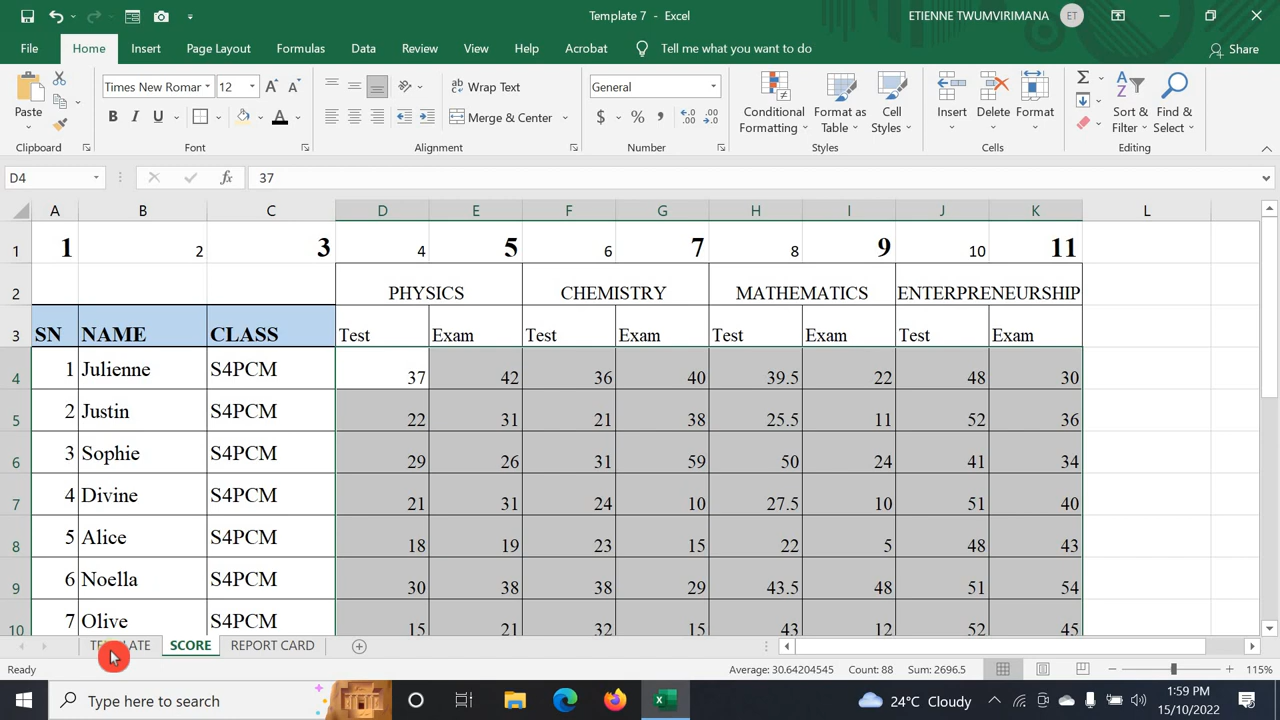 Template 7 - Excel
ETIENNE TWUMVIRIMANA ET
File Home Insert Page Layout Formulas Data Review View Help Acrobat Tell me what you want to do Share
Times New Roman 12 Wrap Text General
Paste Merge & Center Conditional Formatting Format as Table Cell Styles Insert Delete Format Sort & Filter Find & Select
Clipboard Font Alignment Number Styles Cells Editing
D4 fx 37
A B C D E F G H I J K L
1 1 2 3 4 5 6 7 8 9 10 11
2 PHYSICS CHEMISTRY MATHEMATICS ENTERPRENEURSHIP
3 SN NAME CLASS Test Exam Test Exam Test Exam Test Exam
4 1 Julienne S4PCM 37 42 36 40 39.5 22 48 30
5 2 Justin S4PCM 22 31 21 38 25.5 11 52 36
6 3 Sophie S4PCM 29 26 31 59 50 24 41 34
7 4 Divine S4PCM 21 31 24 10 27.5 10 51 40
8 5 Alice S4PCM 18 19 23 15 22 5 48 43
9 6 Noella S4PCM 30 38 38 29 43.5 48 51 54
10 7 Olive S4PCM 15 21 32 15 43 12 52 45
TEMPLATE SCORE REPORT CARD
Ready Average: 30.64204545 Count: 88 Sum: 2696.5 115%
Type here to search 24°C Cloudy 1:59 PM
15/10/2022